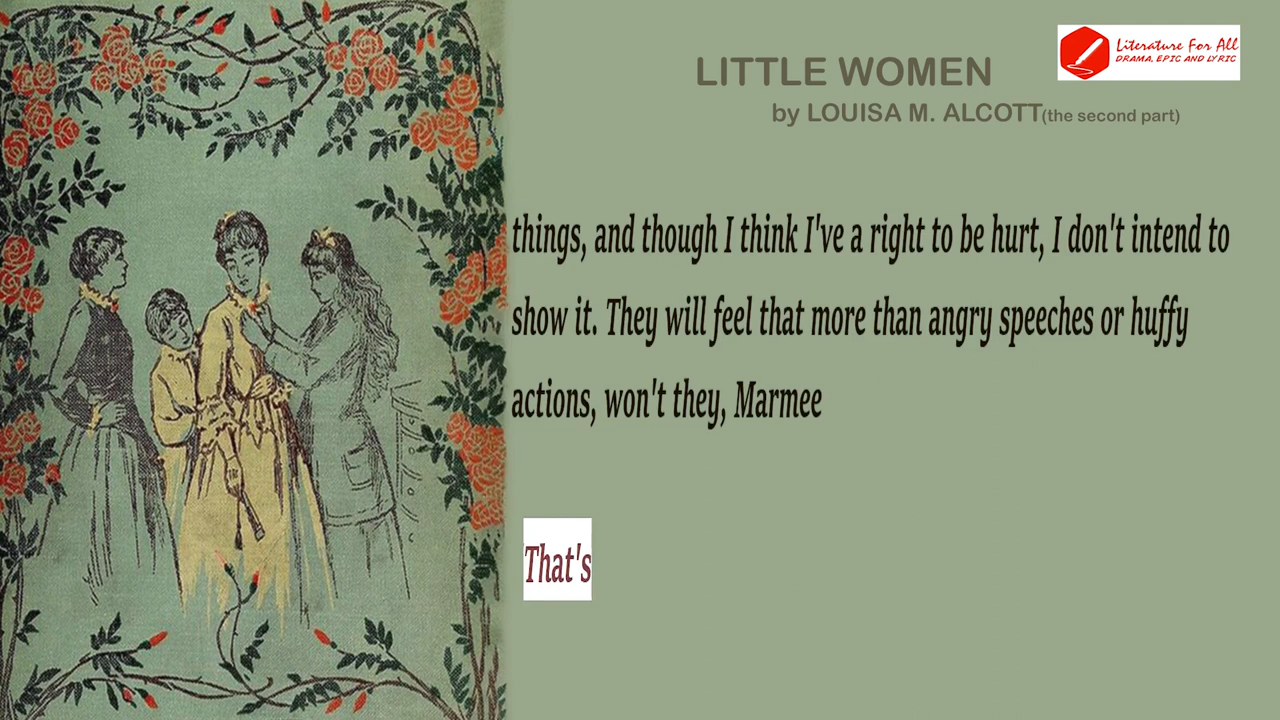 LITTLE WOMEN
by LOUISA M. ALCOTT(the second part)
Literature For All
DRAMA, EPIC AND LYRIC
things, and though I think I've a right to be hurt, I don't intend to
show it. They will feel that more than angry speeches or huffy
actions, won't they, Marmee
That's